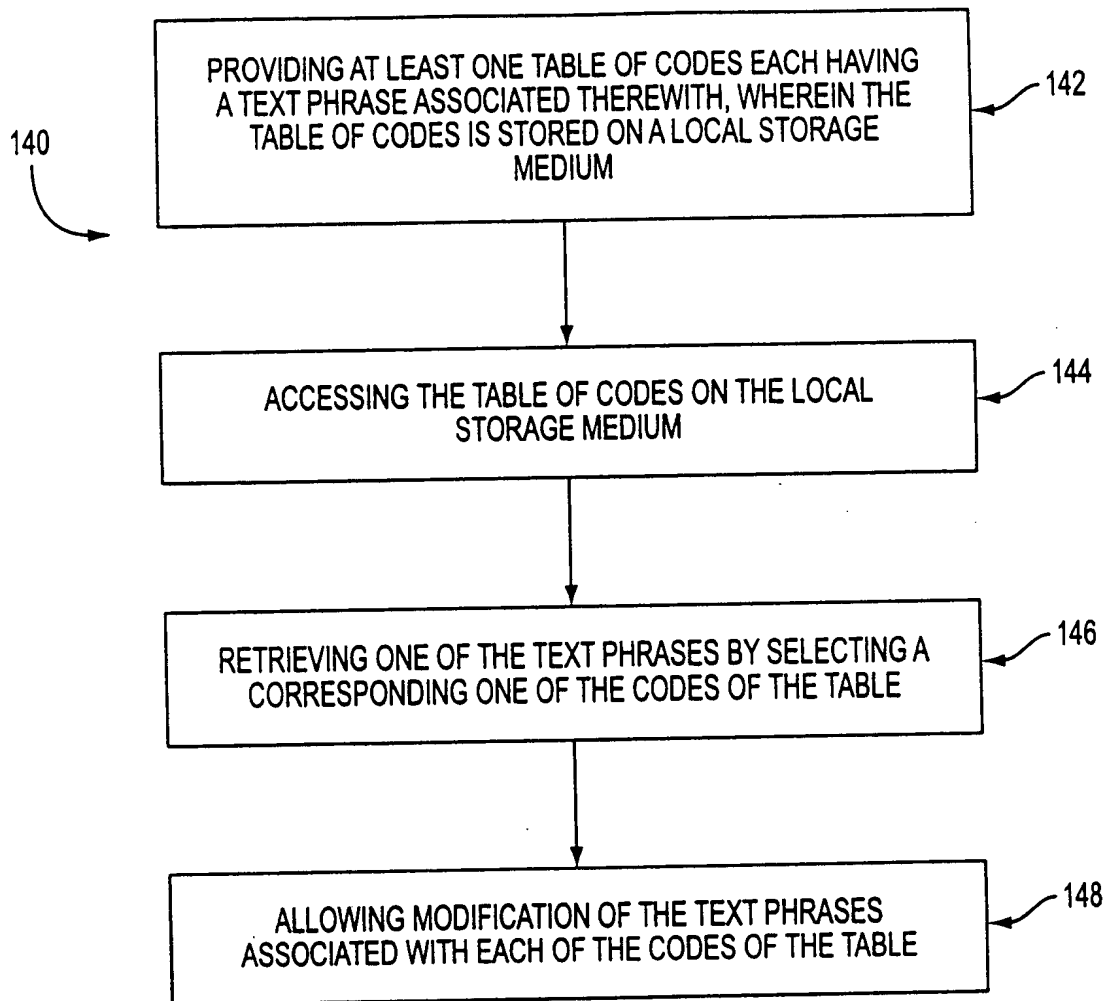 PROVIDING AT LEAST ONE TABLE OF CODES EACH HAVING
A TEXT PHRASE ASSOCIATED THEREWITH, WHEREIN THE
TABLE OF CODES IS STORED ON A LOCAL STORAGE
MEDIUM
142
140
ACCESSING THE TABLE OF CODES ON THE LOCAL
STORAGE MEDIUM
144
RETRIEVING ONE OF THE TEXT PHRASES BY SELECTING A
CORRESPONDING ONE OF THE CODES OF THE TABLE
146
ALLOWING MODIFICATION OF THE TEXT PHRASES
ASSOCIATED WITH EACH OF THE CODES OF THE TABLE
148